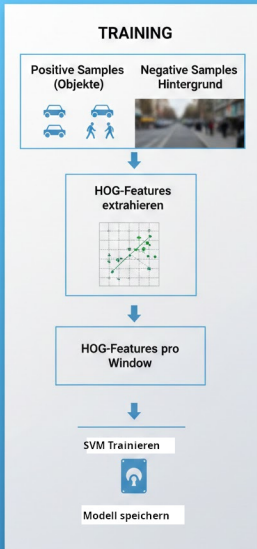 TRAINING
Positive Samples
(Objekte)
Negative Samples
Hintergrund
HOG-Features
extrahieren
HOG-Features pro
Window
SVM Trainieren
Modell speichern